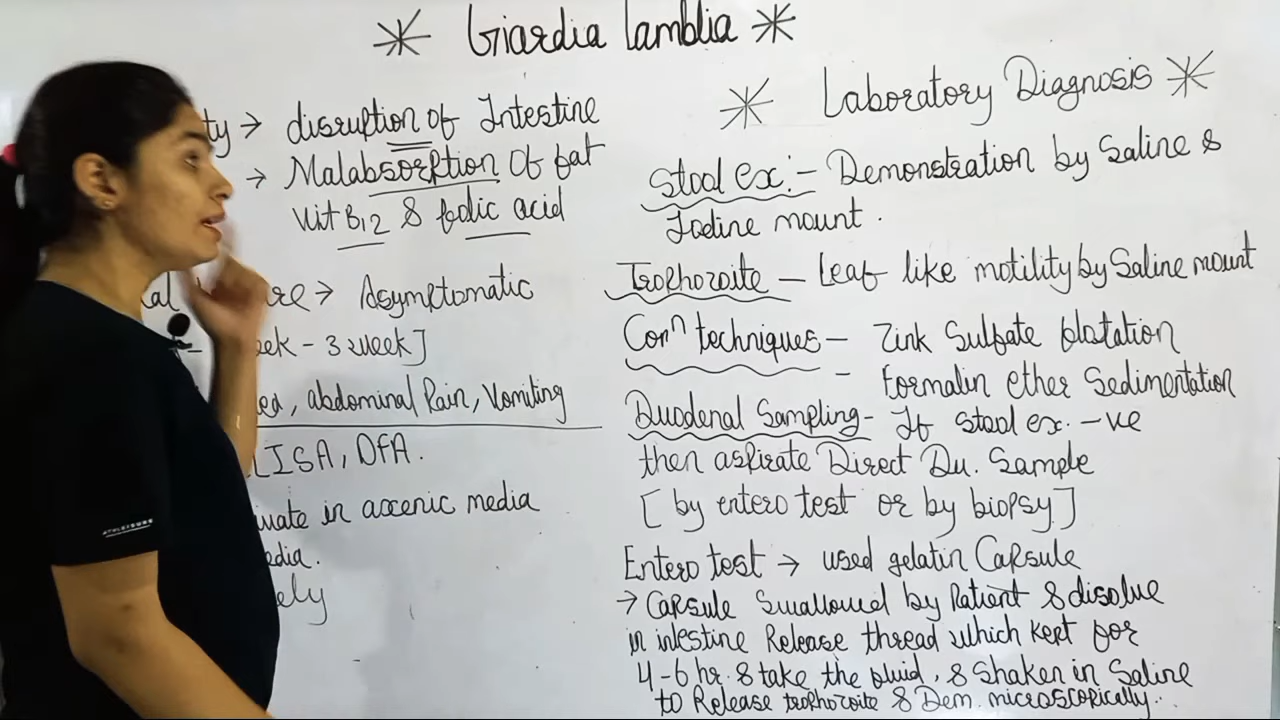 Giardia lamblia
ty → disruption of Intestine
→ Malabsorption of fat
vit B12 & folic acid
re → Asymptomatic
eek - 3 week]
abdominal Pain, Vomiting
LISA, DFA.
in axenic media
edia.
ely
Laboratory Diagnosis
Stool ex:- Demonstration by Saline &
Iodine mount.
Trophozoite - Leaf like motility by Saline mount
Conⁿ techniques - Zink Sulfate flotation
- Formalin ether Sedimentation
Duodenal Sampling - If Stool ex. -ve
then aspirate Direct Du. Sample
[by entero test or by biopsy]
Entero test → used gelatin Capsule
→ Capsule Swallowed by Patient & disolve
in intestine Release thread which kept for
4-6 hr. & take the fluid, & Shaken in Saline
to Release trophozoite & Dem. microscopically.